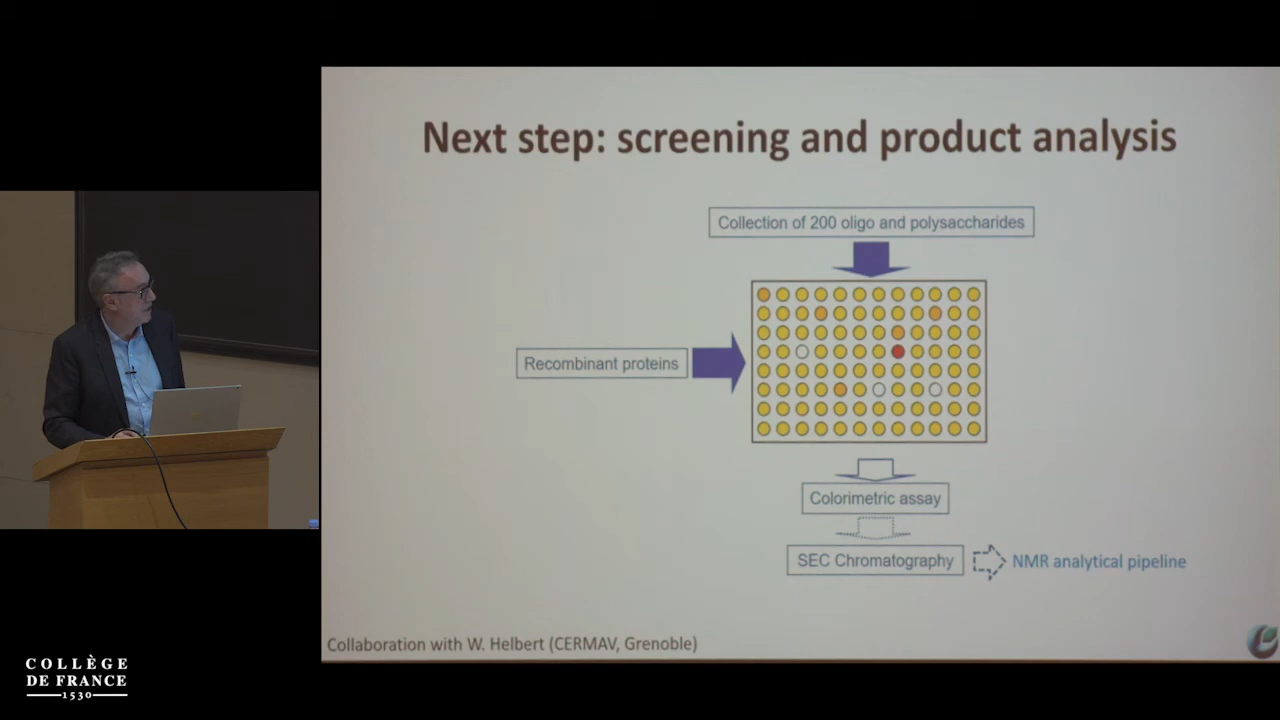 Next step: screening and product analysis
Collection of 200 oligo and polysaccharides
Recombinant proteins
Colorimetric assay
SEC Chromatography
NMR analytical pipeline
Collaboration with W. Helbert (CERMAV, Grenoble)
COLLÈGE
DE FRANCE
1530